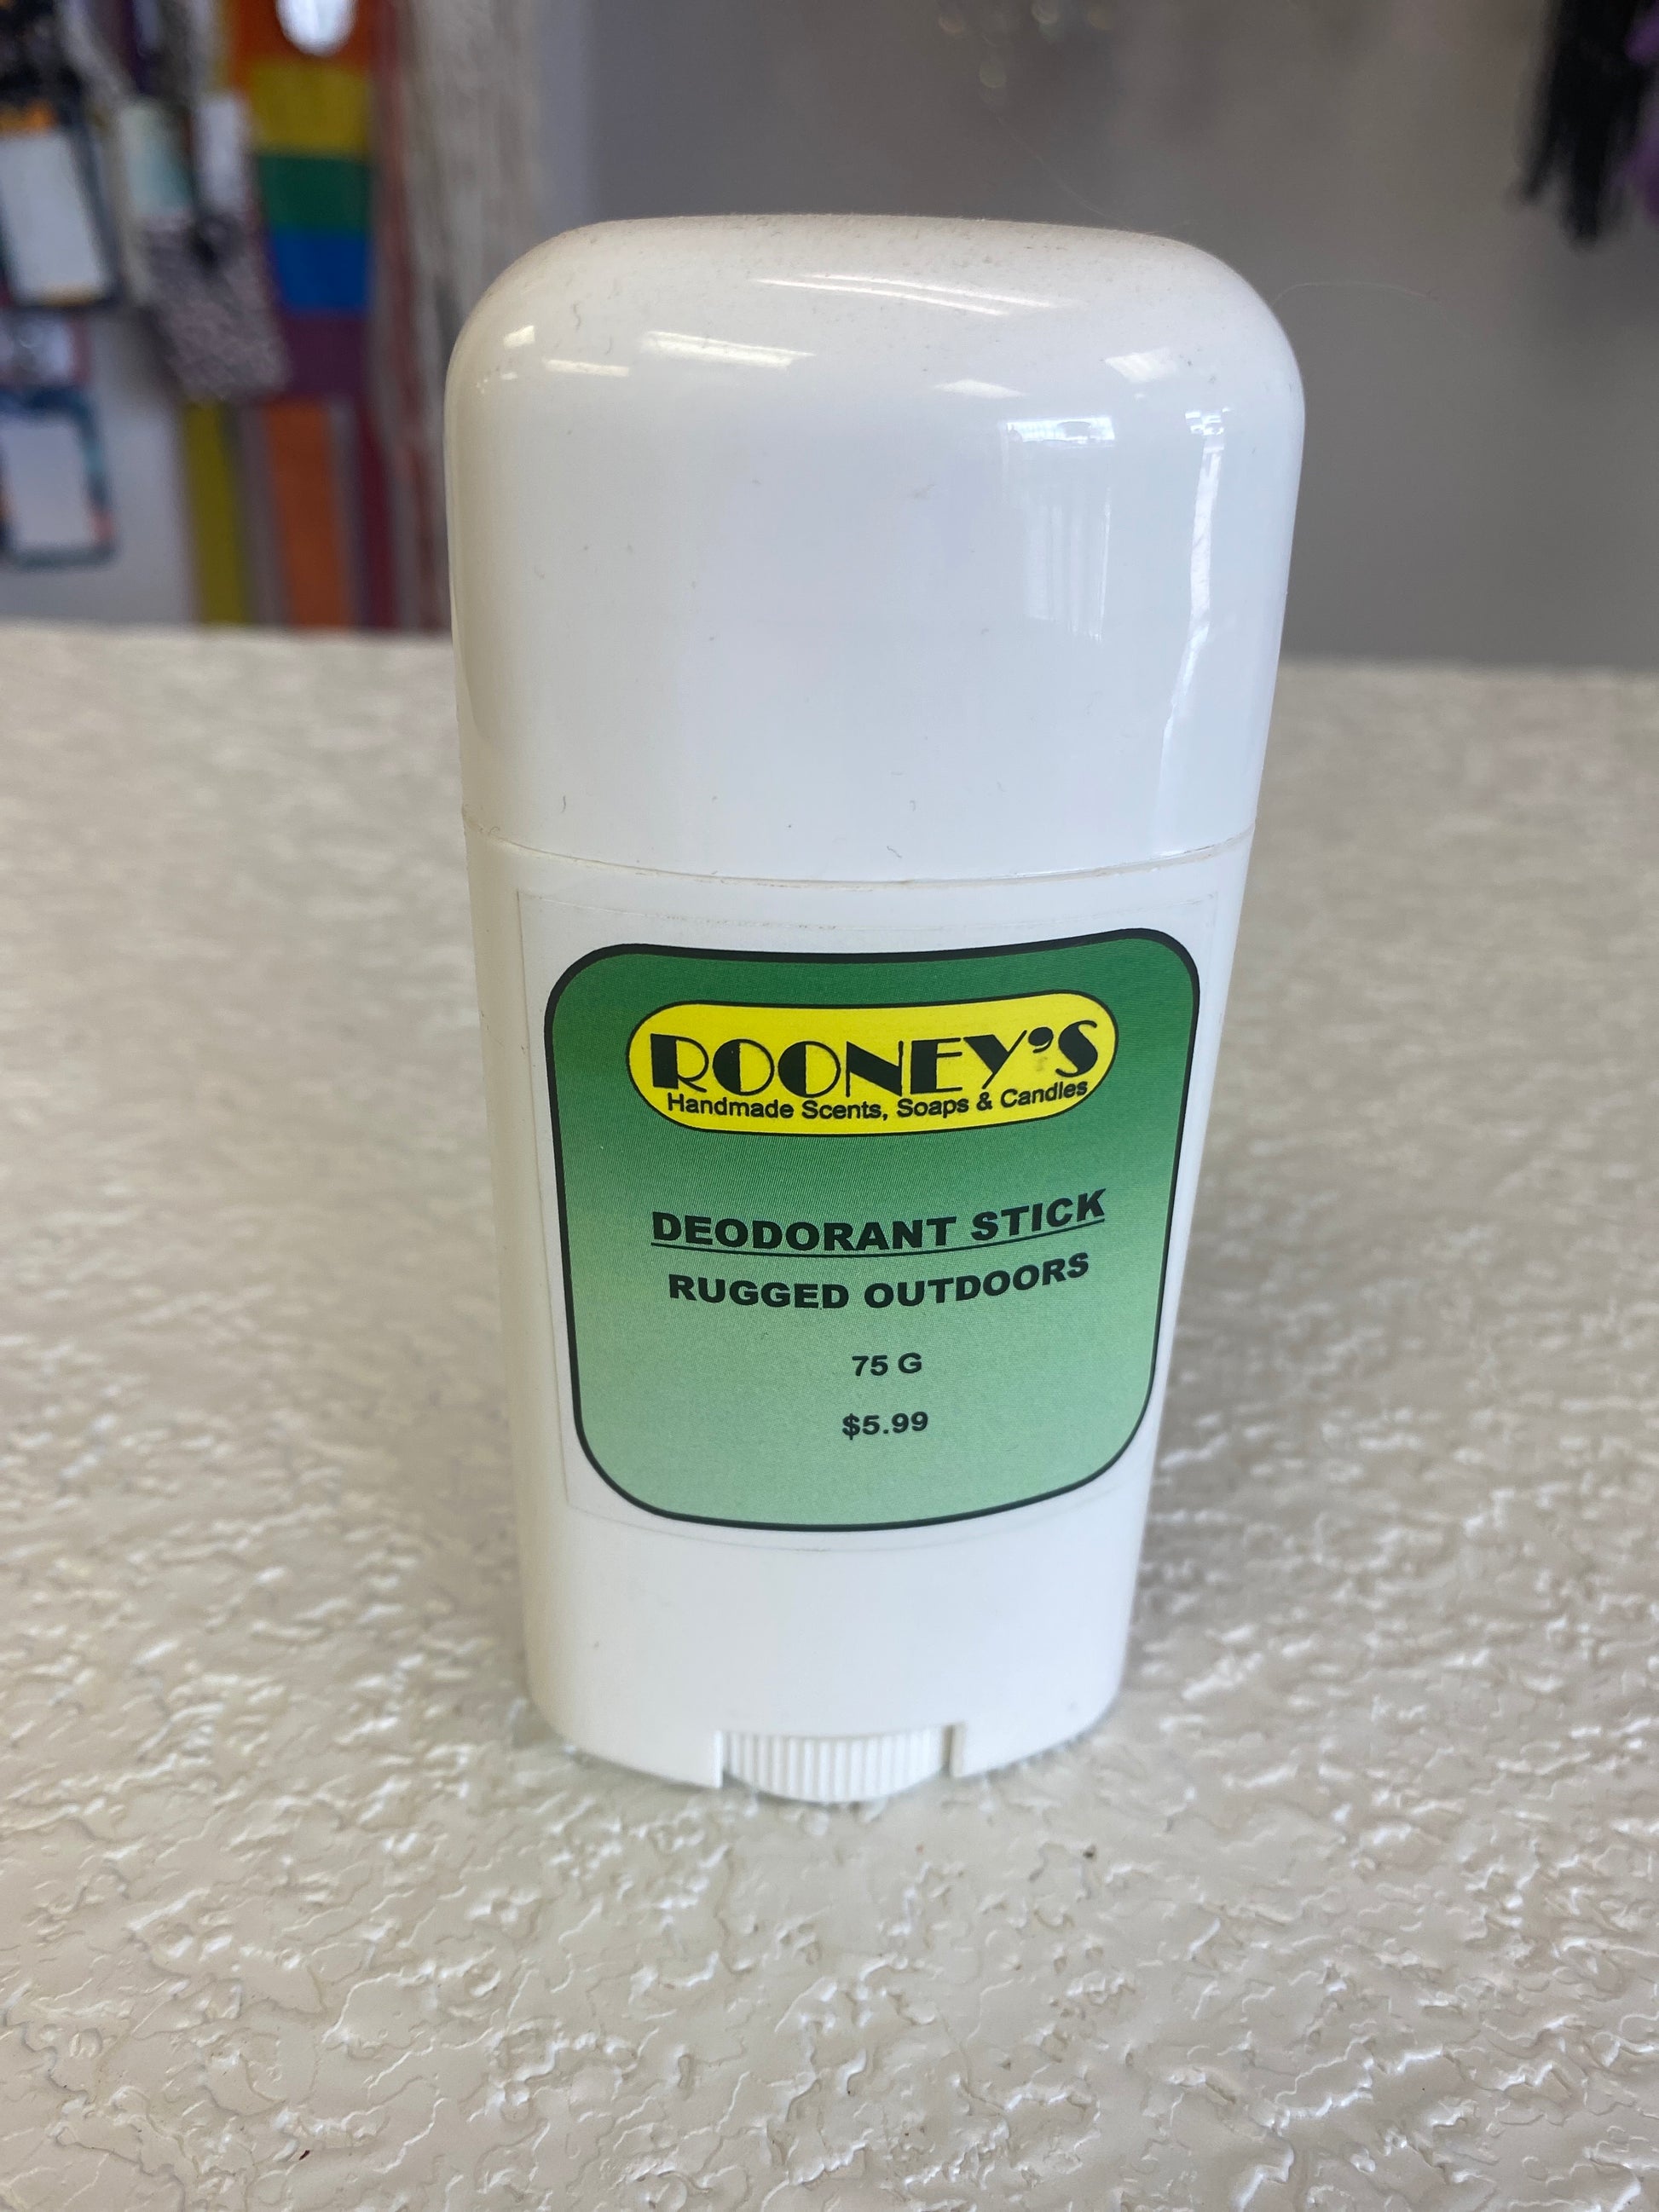 ROONEY'S
Handmade Scents, Soaps & Candles
DEODORANT STICK
RUGGED OUTDOORS
75 G
$5.99